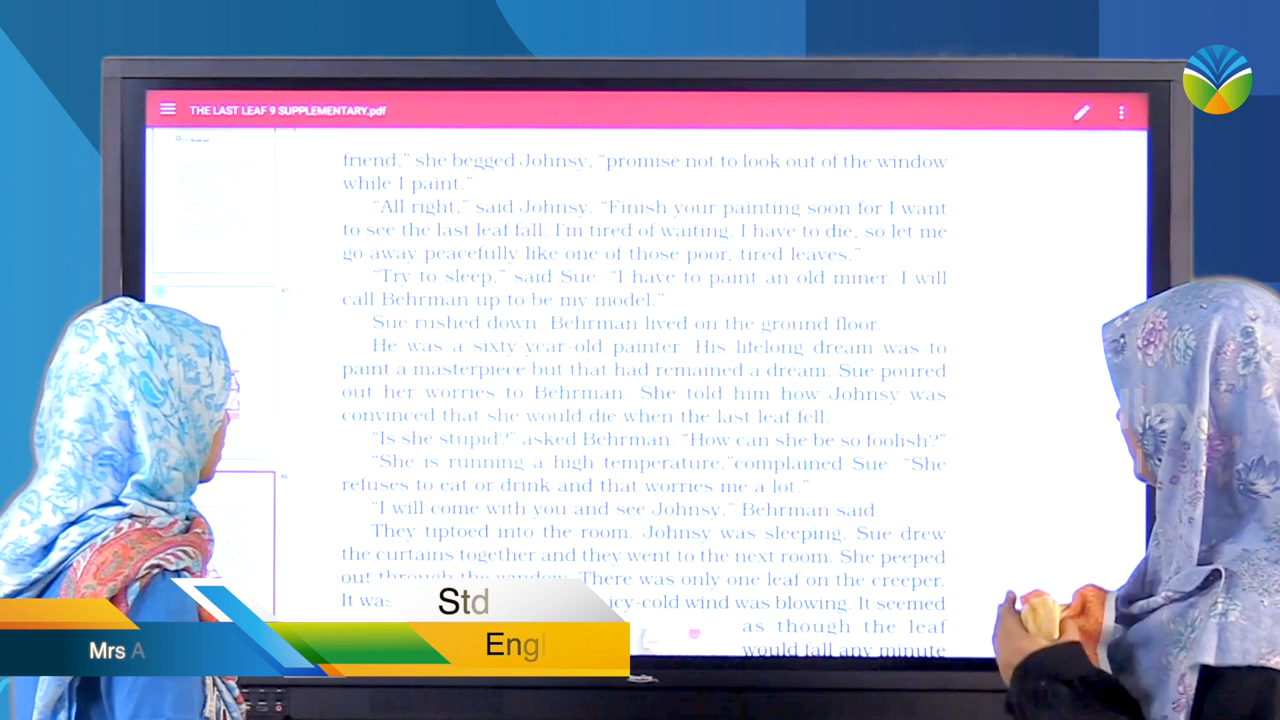 THE LAST LEAF 9 SUPPLEMENTARY.pdf
friend,” she begged Johnsy, “promise not to look out of the window
while I paint.”
“All right,” said Johnsy. “Finish your painting soon for I want
to see the last leaf fall. I'm tired of waiting. I have to die, so let me
go away peacefully like one of those poor, tired leaves.”
“Try to sleep,” said Sue. “I have to paint an old miner. I will
call Behrman up to be my model.”
Sue rushed down. Behrman lived on the ground floor.
He was a sixty-year-old painter. His lifelong dream was to
paint a masterpiece but that had remained a dream. Sue poured
out her worries to Behrman. She told him how Johnsy was
convinced that she would die when the last leaf fell.
“Is she stupid?” asked Behrman. “How can she be so foolish?”
“She is running a high temperature,”complained Sue. “She
refuses to eat or drink and that worries me a lot.”
“I will come with you and see Johnsy,” Behrman said.
They tiptoed into the room. Johnsy was sleeping. Sue drew
the curtains together and they went to the next room. She peeped
out through the window. There was only one leaf on the creeper.
It was icy-cold wind was blowing. It seemed
as though the leaf
would fall any minute
Std
Engl
Mrs A